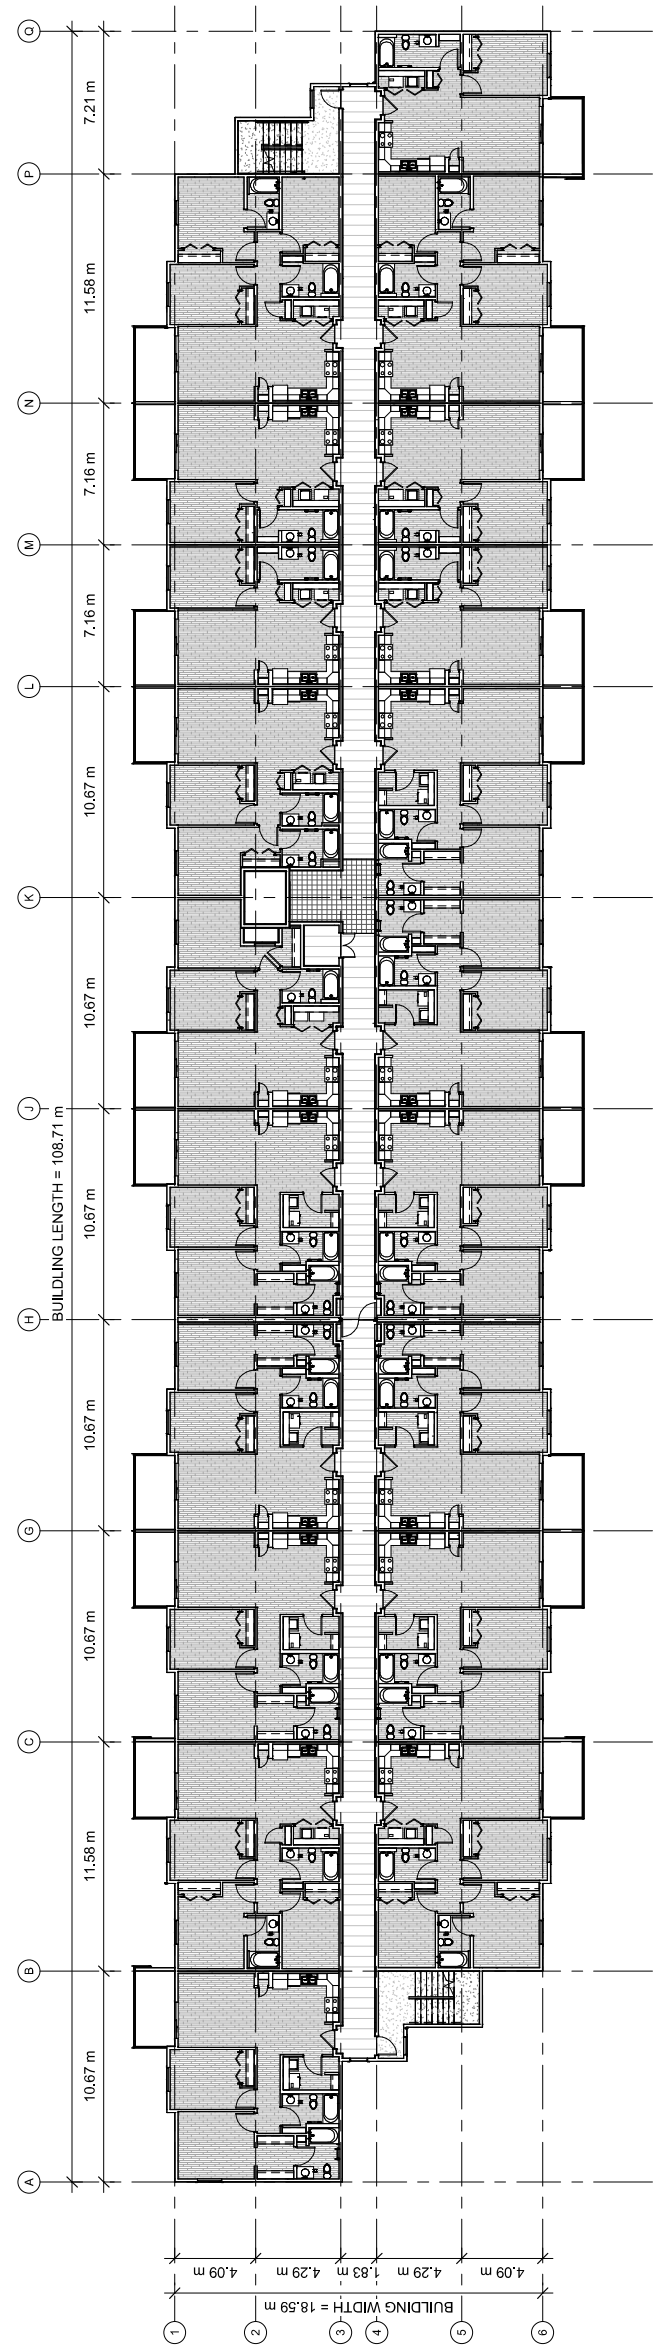 Q
7.21 m
P
11.58 m
N
7.16 m
M
7.16 m
L
10.67 m
K
10.67 m
J
BUILDLING LENGTH = 108.71 m
10.67 m
H
10.67 m
G
10.67 m
C
11.58 m
B
10.67 m
A
1
4.09 m
2
4.29 m
3
1.83 m
4
4.29 m
5
4.09 m
6
BUILDING WIDTH = 18.59 m